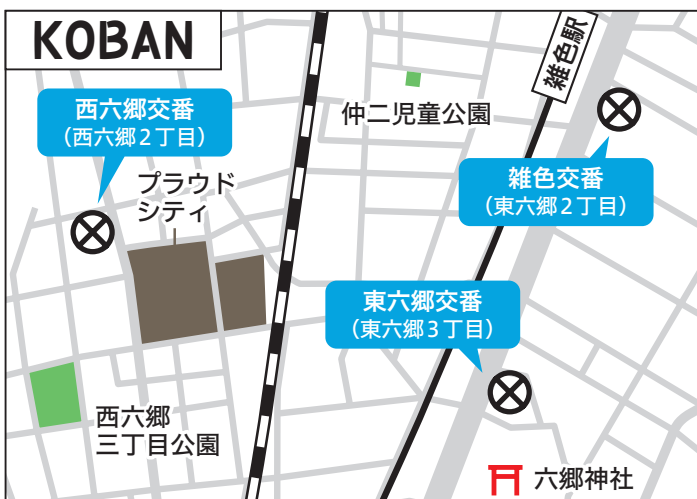 KOBAN
西六郷交番
(西六郷2丁目)
プラウド
シティ
仲二児童公園
雑色駅
雑色交番
(東六郷2丁目)
東六郷交番
(東六郷3丁目)
西六郷
三丁目公園
六郷神社